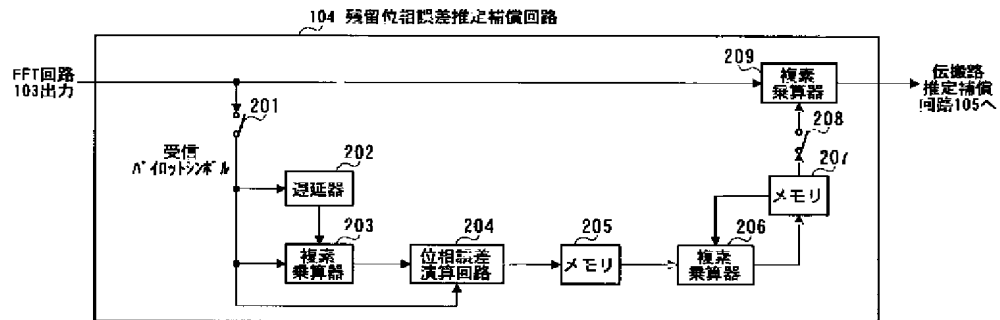 104 残留位相誤差推定補償回路
FFT回路
103出力
201
受信
パイロットシンボル
202
遅延器
203
複素
乗算器
204
位相誤差
演算回路
205
メモリ
206
複素
乗算器
207
メモリ
208
209
複素
乗算器
伝搬路
推定補償
回路105へ